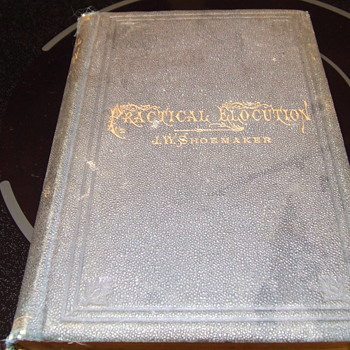 PRACTICAL ELOCUTION
J.W. SHOEMAKER